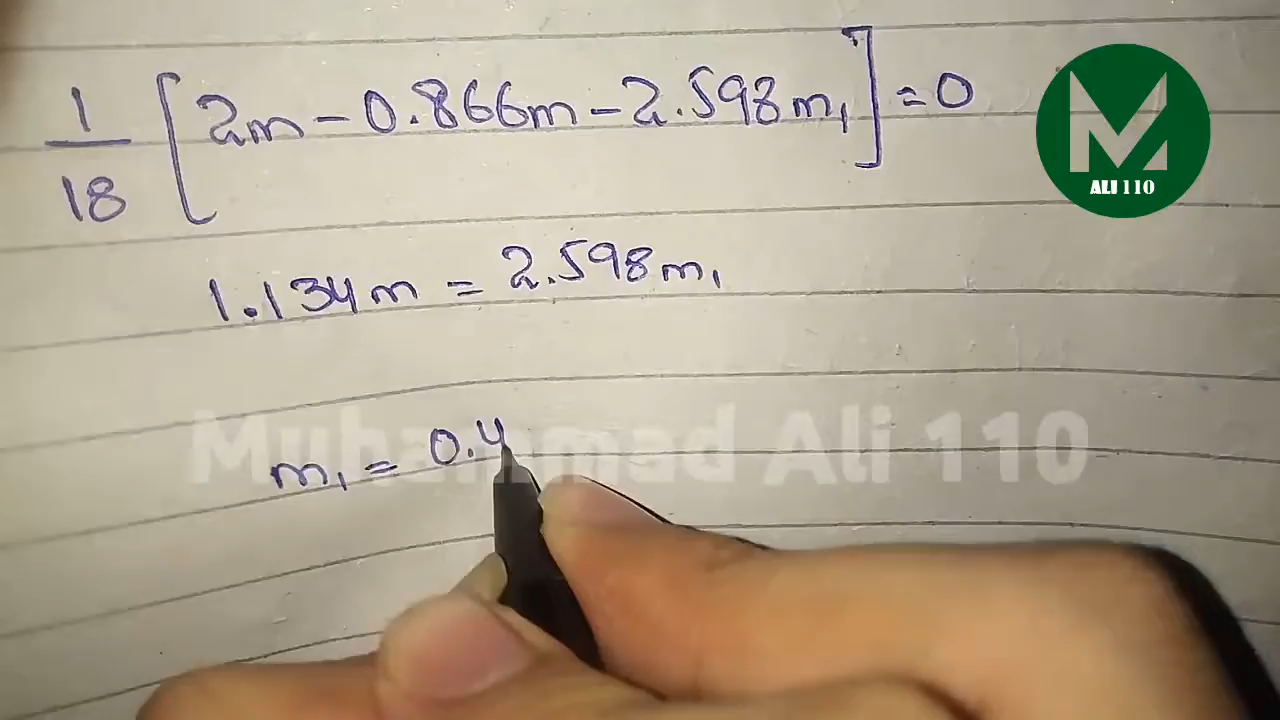 1/18 [2m - 0.866m - 2.598m₁] = 0
M
ALI 110
1.134m = 2.598m₁
Muhammad Ali 110
m₁ = 0.4